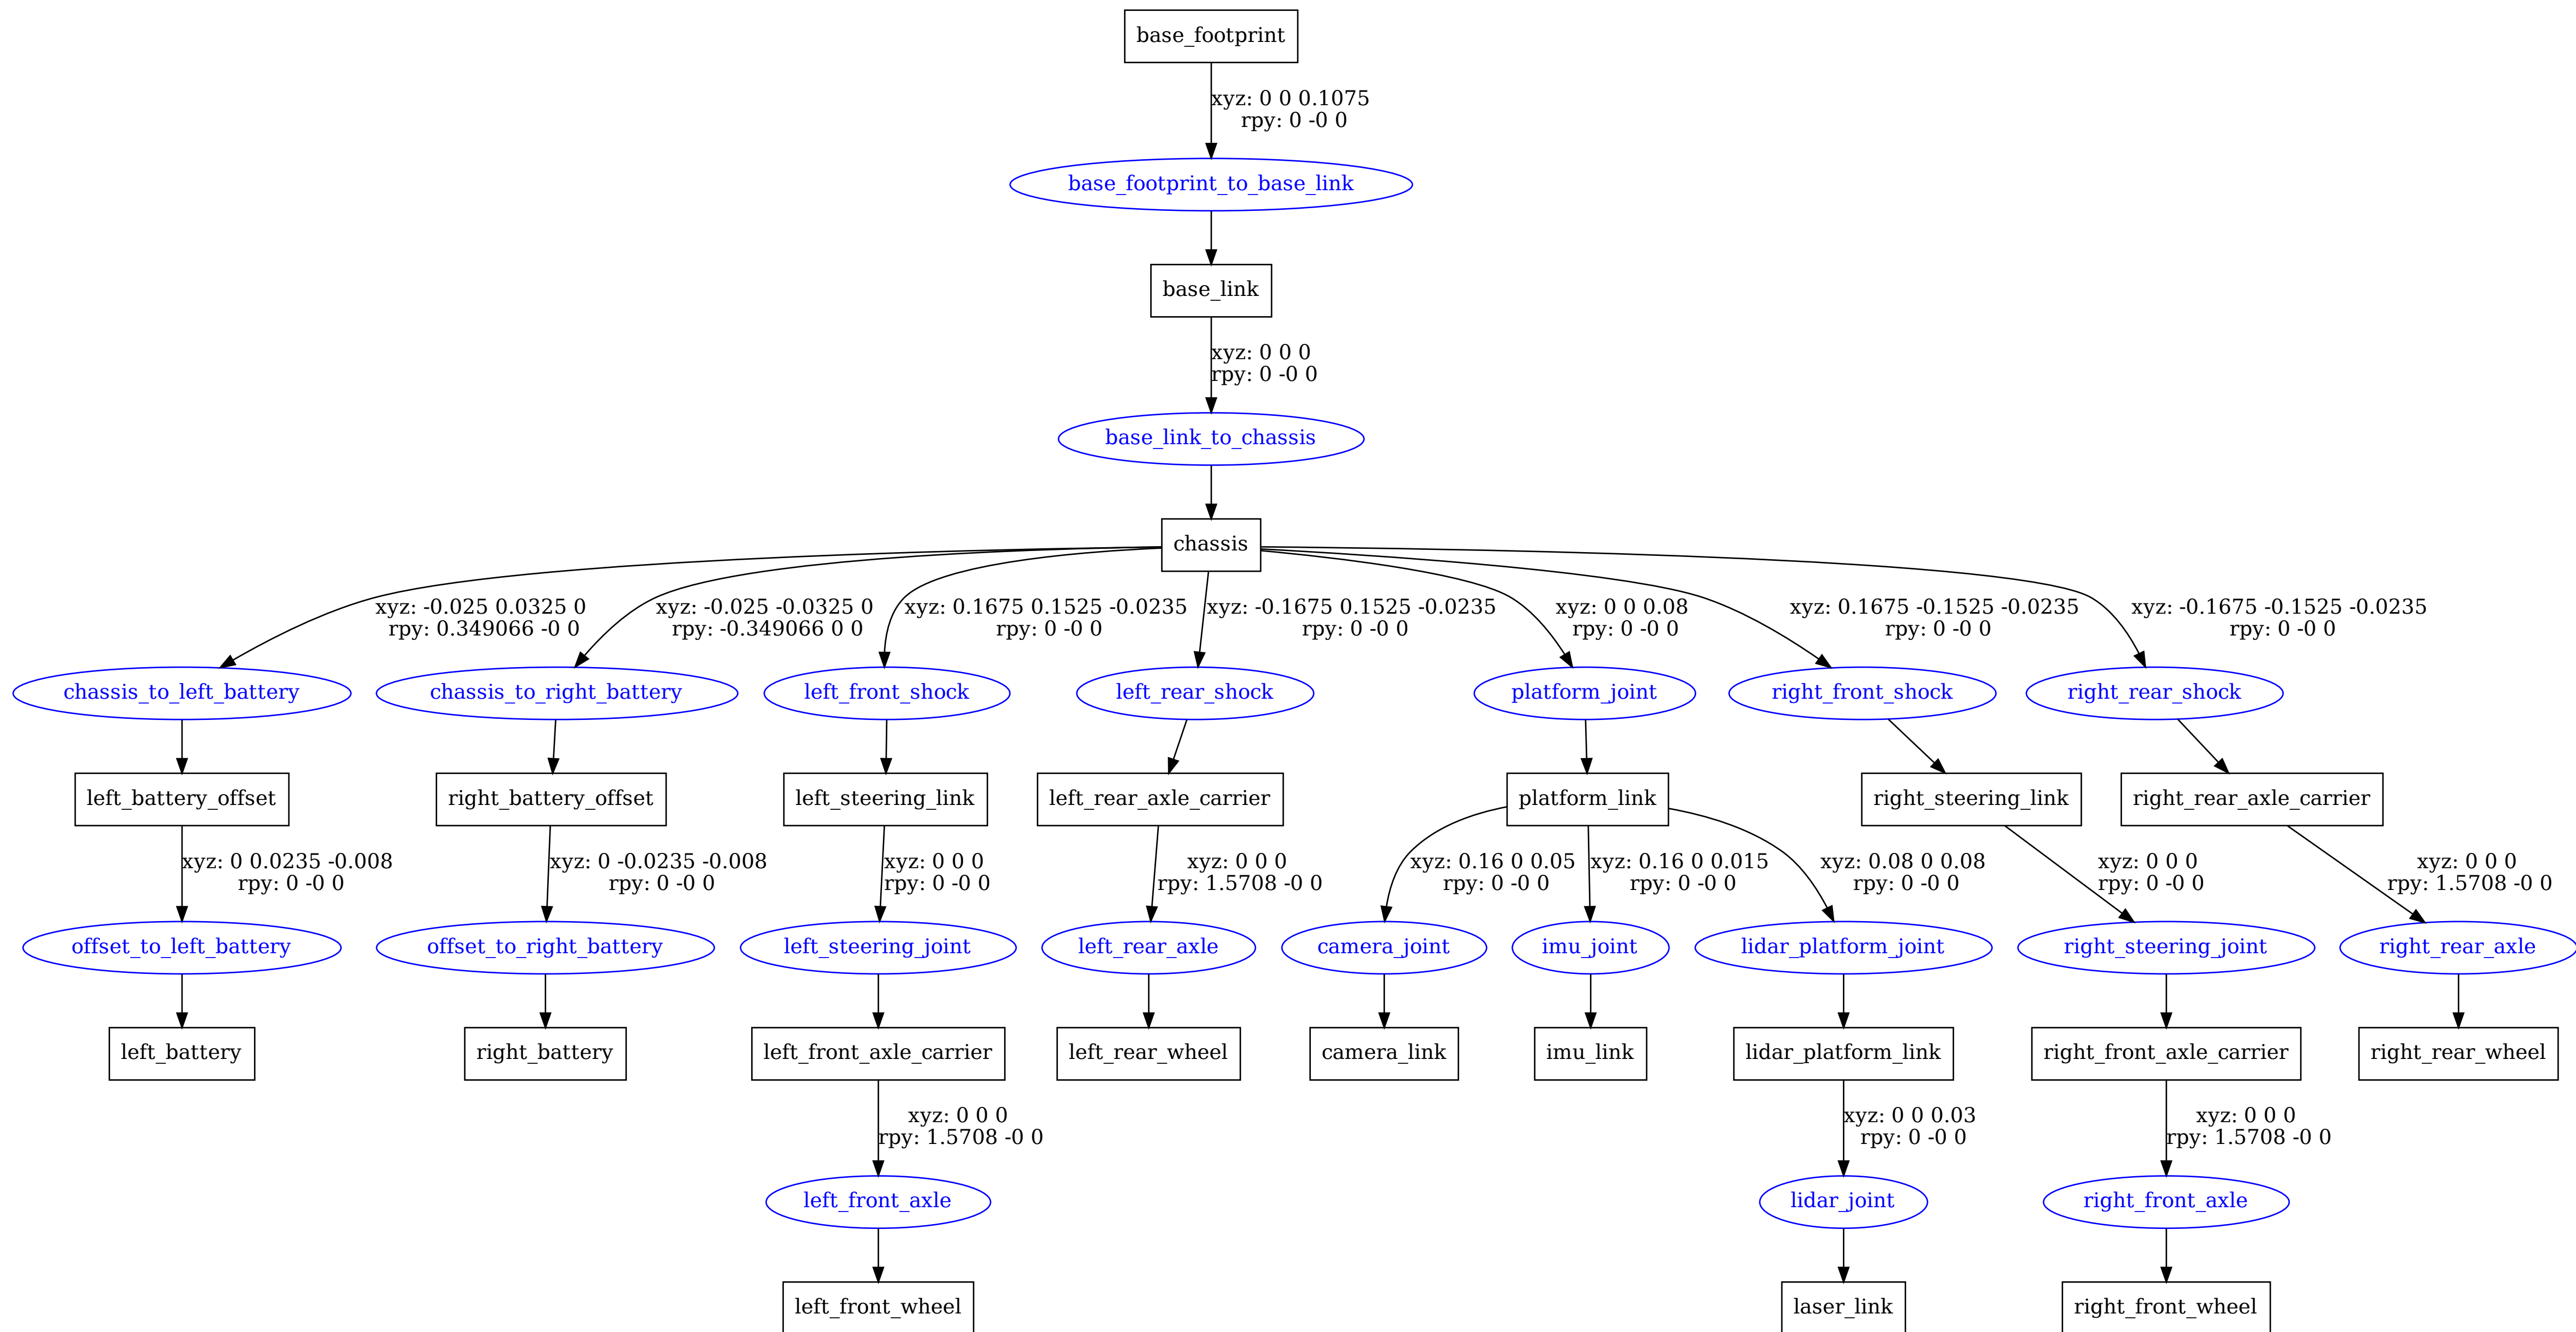 base_footprint
xyz: 0 0 0.1075
rpy: 0 -0 0
base_footprint_to_base_link
base_link
xyz: 0 0 0
rpy: 0 -0 0
base_link_to_chassis
chassis
xyz: -0.025 0.0325 0
rpy: 0.349066 -0 0
xyz: -0.025 -0.0325 0
rpy: -0.349066 0 0
xyz: 0.1675 0.1525 -0.0235
rpy: 0 -0 0
xyz: -0.1675 0.1525 -0.0235
rpy: 0 -0 0
xyz: 0 0 0.08
rpy: 0 -0 0
xyz: 0.1675 -0.1525 -0.0235
rpy: 0 -0 0
xyz: -0.1675 -0.1525 -0.0235
rpy: 0 -0 0
chassis_to_left_battery
chassis_to_right_battery
left_front_shock
left_rear_shock
platform_joint
right_front_shock
right_rear_shock
left_battery_offset
right_battery_offset
left_steering_link
left_rear_axle_carrier
platform_link
right_steering_link
right_rear_axle_carrier
xyz: 0 0.0235 -0.008
rpy: 0 -0 0
xyz: 0 -0.0235 -0.008
rpy: 0 -0 0
xyz: 0 0 0
rpy: 0 -0 0
xyz: 0 0 0
rpy: 1.5708 -0 0
xyz: 0.16 0 0.05
rpy: 0 -0 0
xyz: 0.16 0 0.015
rpy: 0 -0 0
xyz: 0.08 0 0.08
rpy: 0 -0 0
xyz: 0 0 0
rpy: 0 -0 0
xyz: 0 0 0
rpy: 1.5708 -0 0
offset_to_left_battery
offset_to_right_battery
left_steering_joint
left_rear_axle
camera_joint
imu_joint
lidar_platform_joint
right_steering_joint
right_rear_axle
left_battery
right_battery
left_front_axle_carrier
left_rear_wheel
camera_link
imu_link
lidar_platform_link
right_front_axle_carrier
right_rear_wheel
xyz: 0 0 0
rpy: 1.5708 -0 0
xyz: 0 0 0.03
rpy: 0 -0 0
xyz: 0 0 0
rpy: 1.5708 -0 0
left_front_axle
lidar_joint
right_front_axle
left_front_wheel
laser_link
right_front_wheel